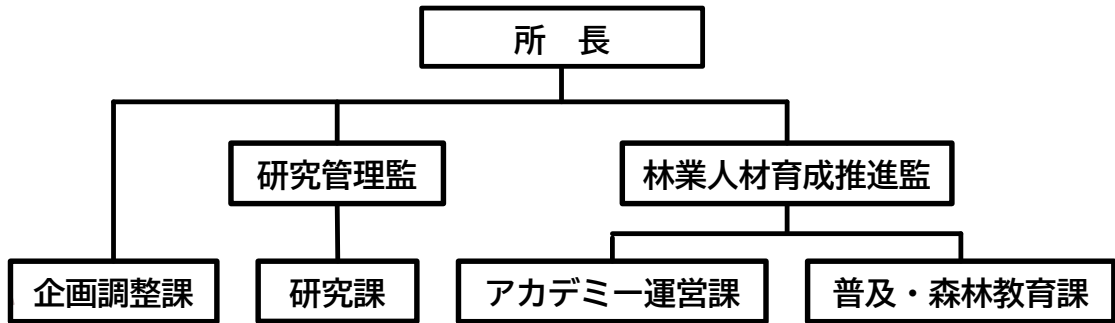 所　長
研究管理監
林業人材育成推進監
企画調整課
研究課
アカデミー運営課
普及・森林教育課